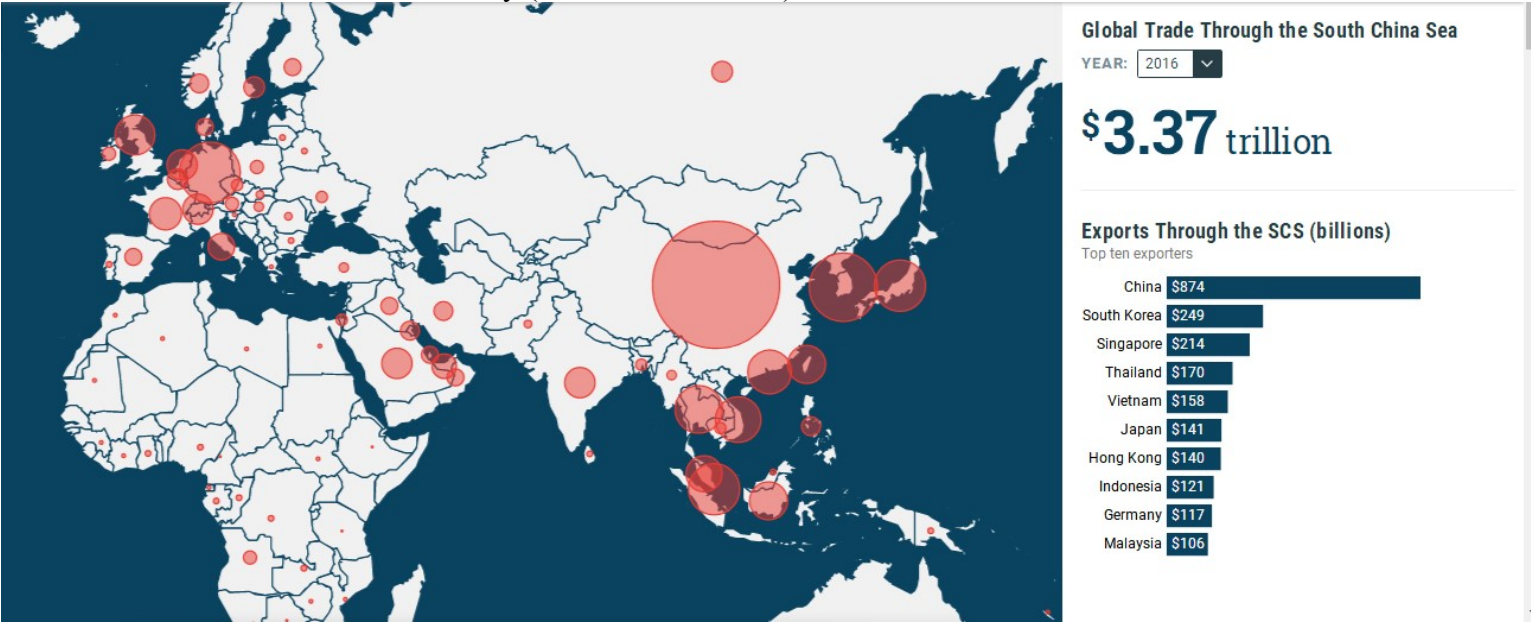 Global Trade Through the South China Sea
YEAR: 2016
$3.37 trillion
Exports Through the SCS (billions)
Top ten exporters
China $874
South Korea $249
Singapore $214
Thailand $170
Vietnam $158
Japan $141
Hong Kong $140
Indonesia $121
Germany $117
Malaysia $106